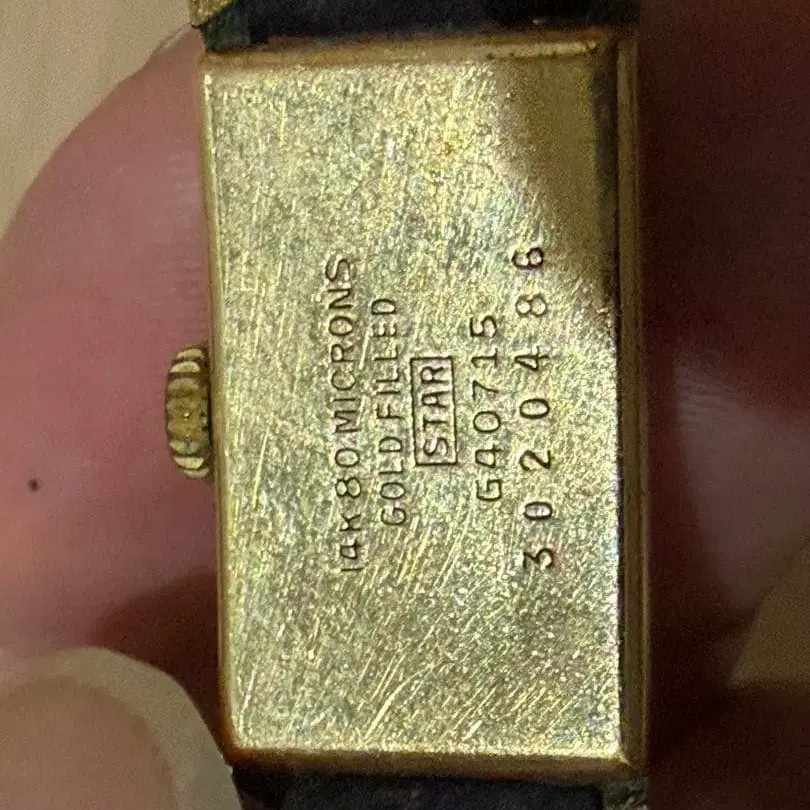 14K 80 MICRONS
GOLD FILLED
STAR
G40715
3020486